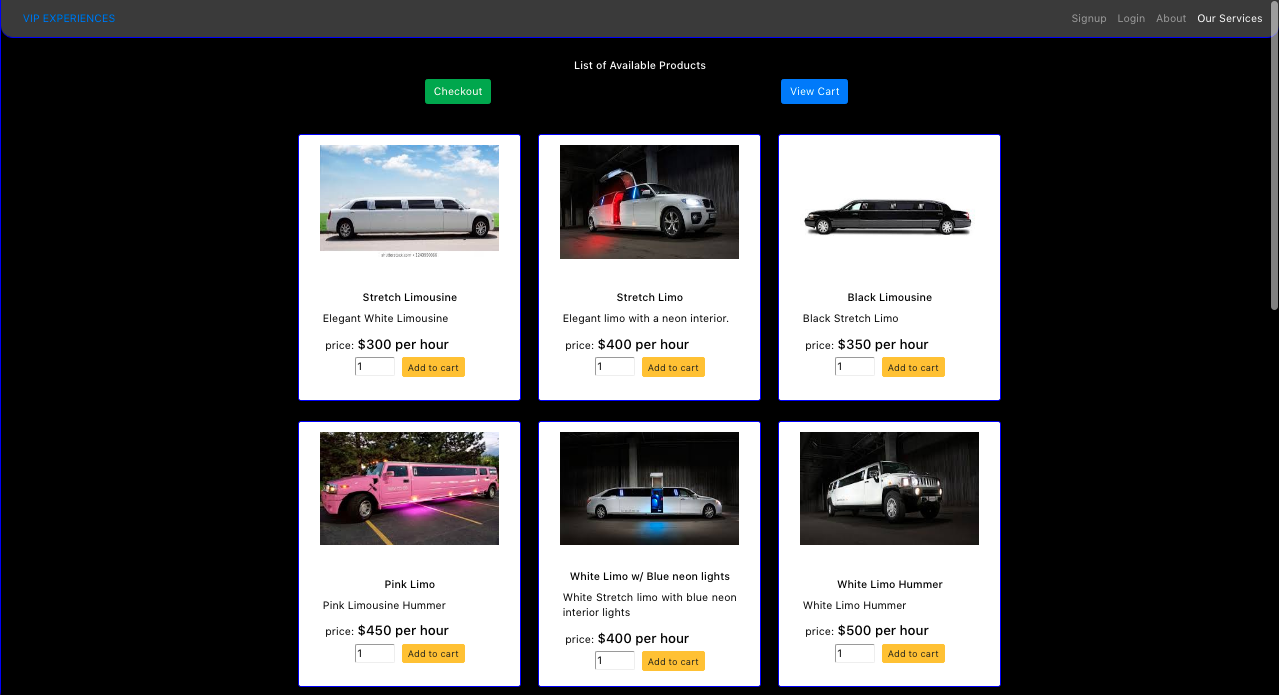 VIP EXPERIENCES
Signup Login About Our Services
List of Available Products
Checkout View Cart
Stretch Limousine
Elegant White Limousine
price: $300 per hour
1 Add to cart
Stretch Limo
Elegant limo with a neon interior.
price: $400 per hour
1 Add to cart
Black Limousine
Black Stretch Limo
price: $350 per hour
1 Add to cart
Pink Limo
Pink Limousine Hummer
price: $450 per hour
1 Add to cart
White Limo w/ Blue neon lights
White Stretch limo with blue neon
interior lights
price: $400 per hour
1 Add to cart
White Limo Hummer
White Limo Hummer
price: $500 per hour
1 Add to cart